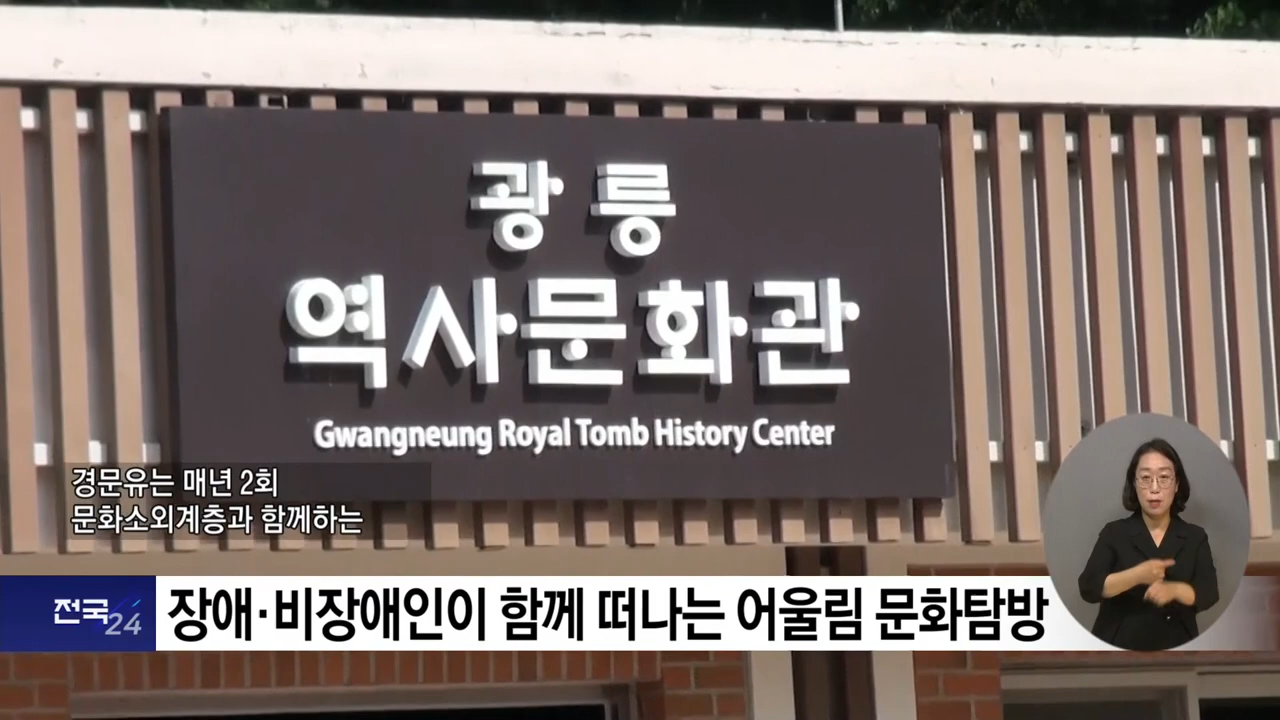 광릉
역사문화관
Gwangneung Royal Tomb History Center
경문유는 매년 2회
문화소외계층과 함께하는
전국24
장애·비장애인이 함께 떠나는 어울림 문화탐방